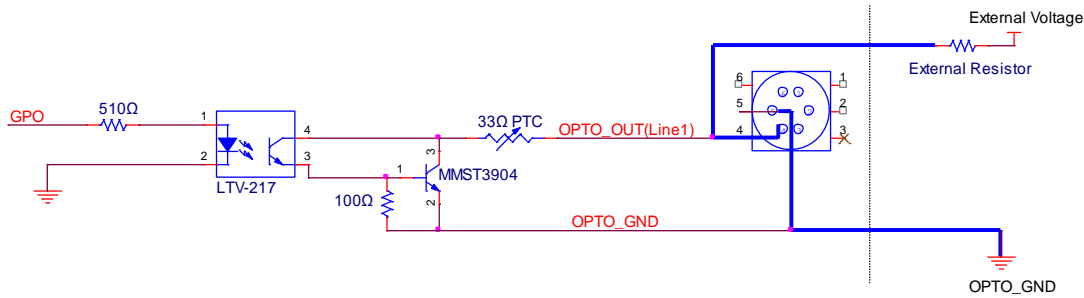 External Voltage
External Resistor
GPO
510Ω
1
2
4
3
LTV-217
33Ω PTC
OPTO_OUT(Line1)
3
1
2
MMST3904
100Ω
OPTO_GND
6
5
4
1
2
3
OPTO_GND